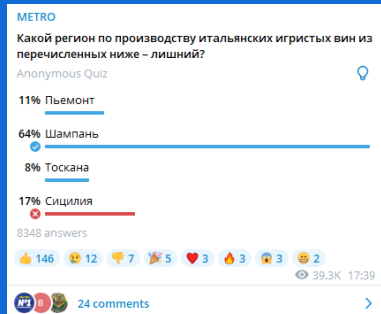 METRO
Какой регион по производству итальянских игристых вин из
перечисленных ниже – лишний?
Anonymous Quiz
11% Пьемонт
64% Шампань
8% Тоскана
17% Сицилия
8348 answers
146 12 7 5 3 3 3 2
39.3K 17:39
В
24 comments